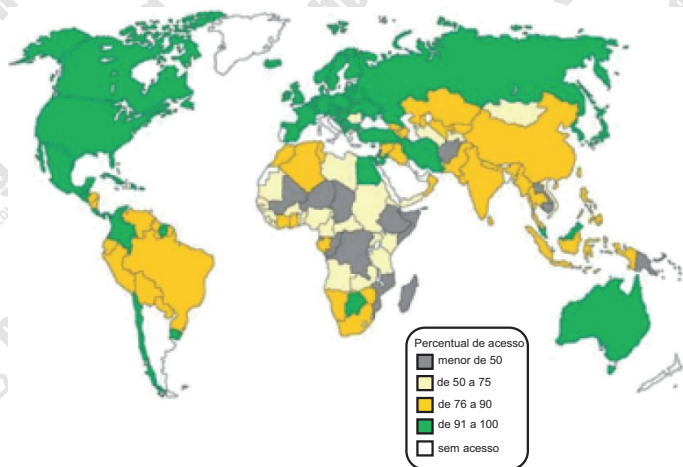 Percentual de acesso
menor de 50
de 50 a 75
de 76 a 90
de 91 a 100
sem acesso